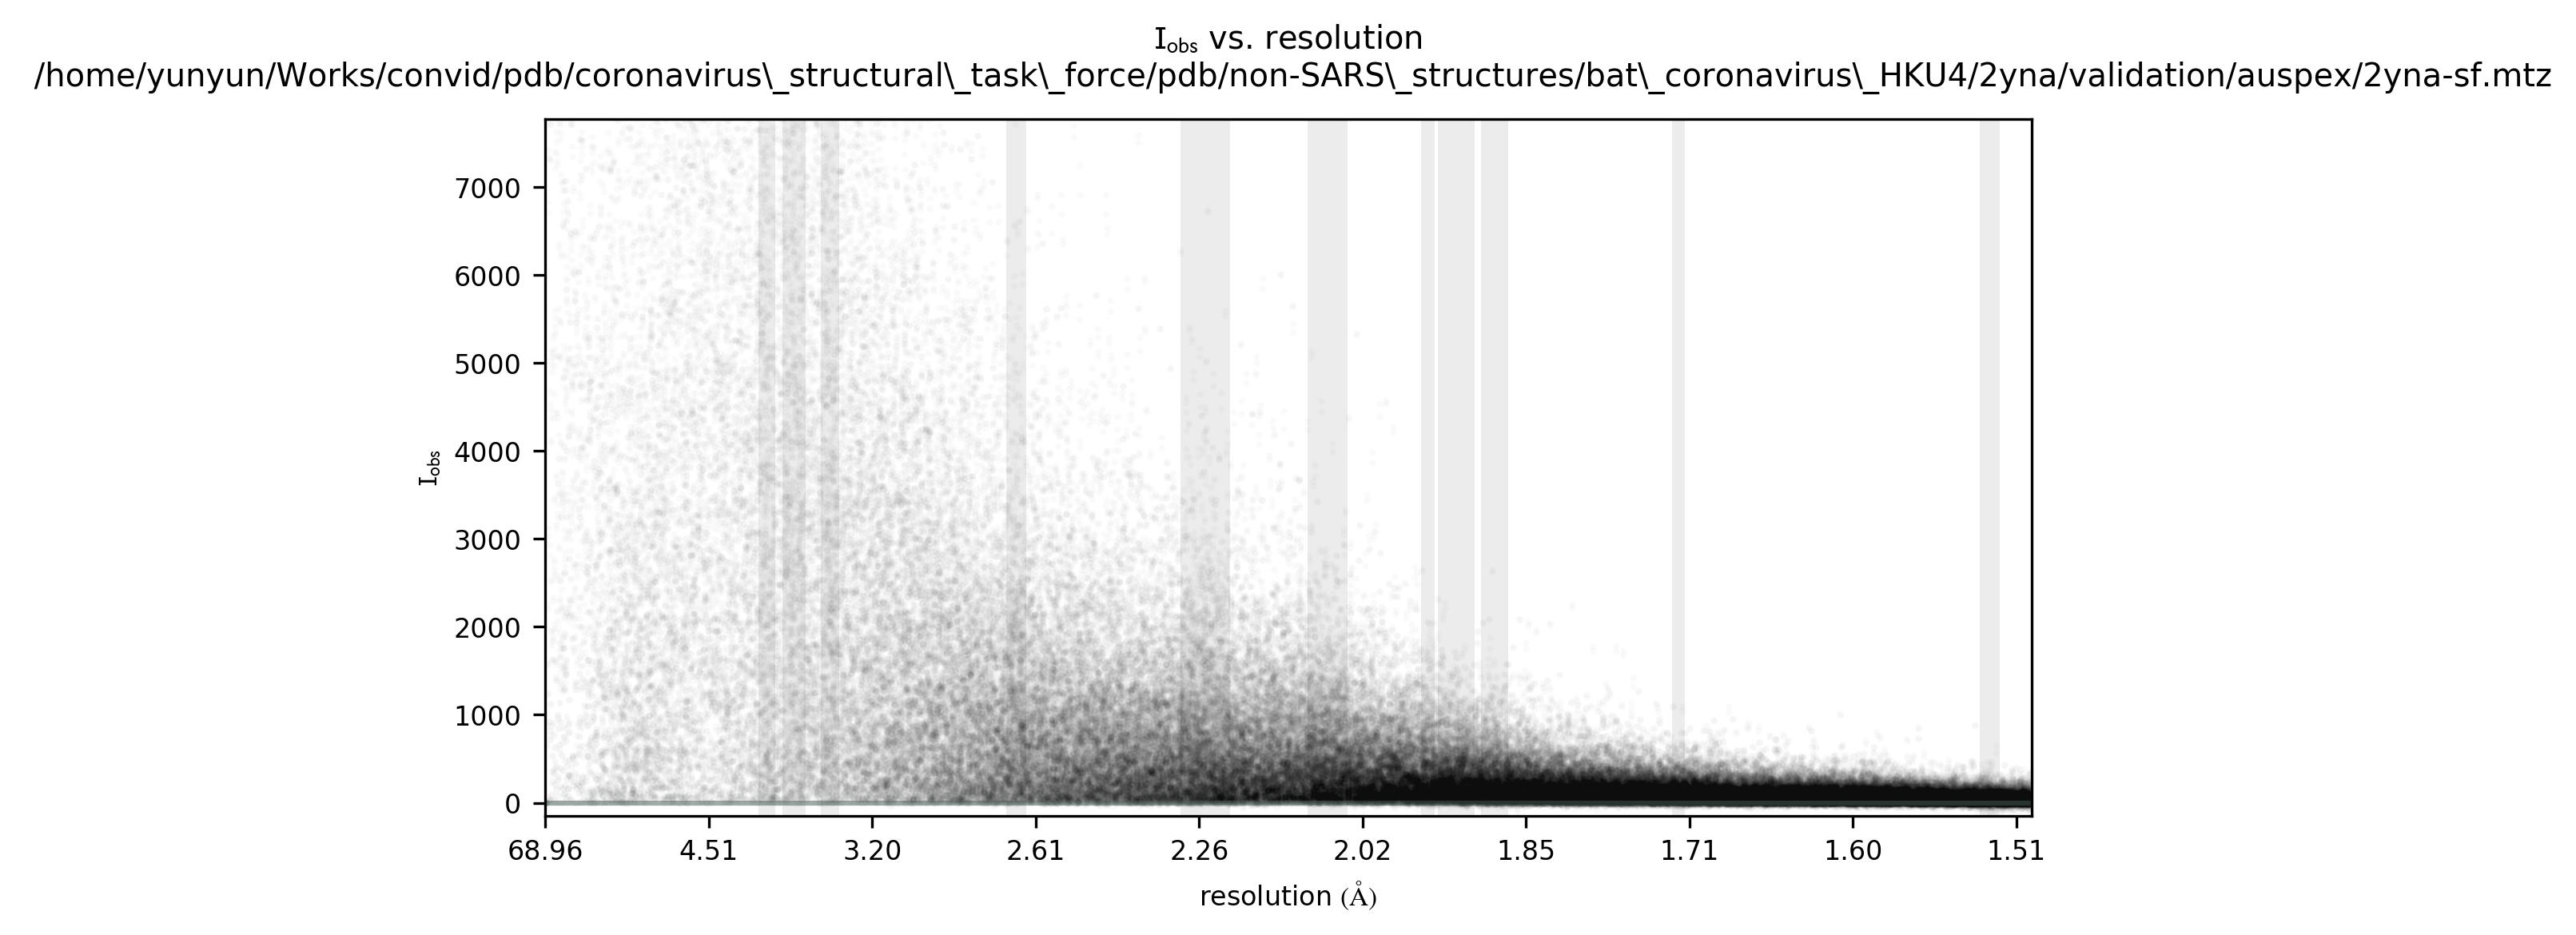 I_obs vs. resolution
/home/yunyun/Works/convid/pdb/coronavirus\_structural\_task\_force/pdb/non-SARS\_structures/bat\_coronavirus\_HKU4/2yna/validation/auspex/2yna-sf.mtz
7000
6000
5000
4000
3000
2000
1000
0
I_obs
68.96 4.51 3.20 2.61 2.26 2.02 1.85 1.71 1.60 1.51
resolution (Å)